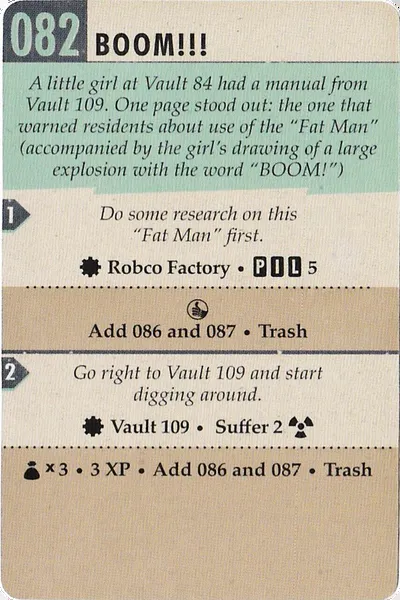 082 BOOM!!!
A little girl at Vault 84 had a manual from
Vault 109. One page stood out: the one that
warned residents about use of the “Fat Man”
(accompanied by the girl’s drawing of a large
explosion with the word “BOOM!”)
1
Do some research on this
“Fat Man” first.
Robco Factory • P I L 5
Add 086 and 087 • Trash
2
Go right to Vault 109 and start
digging around.
Vault 109 • Suffer 2
x 3 • 3 XP • Add 086 and 087 • Trash